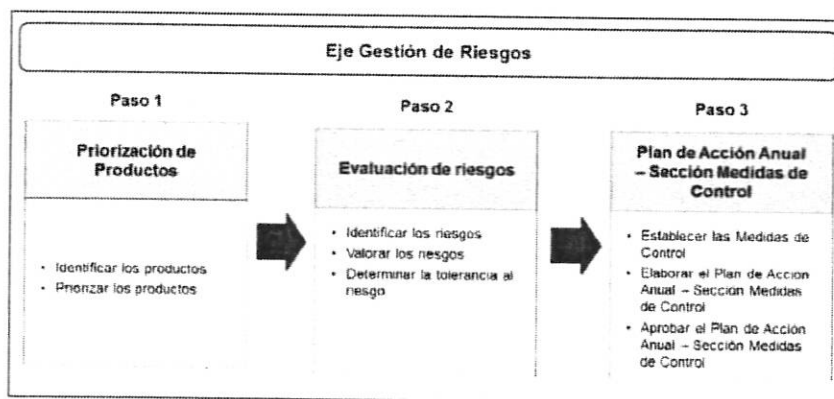 Eje Gestión de Riesgos
Paso 1
Priorización de
Productos
• Identificar los productos
• Priorizar los productos
Paso 2
Evaluación de riesgos
• Identificar los riesgos
• Valorar los riesgos
• Determinar la tolerancia al
riesgo
Paso 3
Plan de Acción Anual
– Sección Medidas de
Control
• Establecer las Medidas de
Control
• Elaborar el Plan de Acción
Anual – Sección Medidas
de Control
• Aprobar el Plan de Acción
Anual – Sección Medidas
de Control